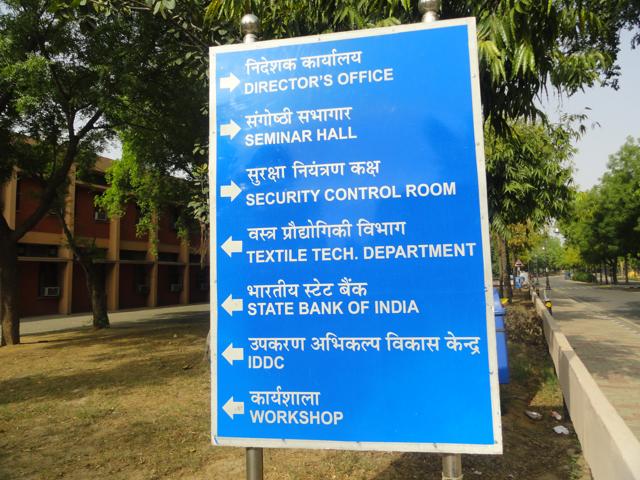 निदेशक कार्यालय
DIRECTOR'S OFFICE
संगोष्ठी सभागार
SEMINAR HALL
सुरक्षा नियंत्रण कक्ष
SECURITY CONTROL ROOM
वस्त्र प्रौद्योगिकी विभाग
TEXTILE TECH. DEPARTMENT
भारतीय स्टेट बैंक
STATE BANK OF INDIA
उपकरण अभिकल्प विकास केन्द्र
IDDC
कार्यशाला
WORKSHOP